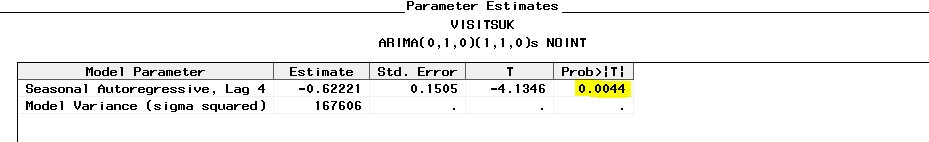 Parameter Estimates
VISITSUK
ARIMA(0,1,0)(1,1,0)s NOINT
Model Parameter Estimate Std. Error T Prob>|T|
Seasonal Autoregressive, Lag 4 -0.62221 0.1505 -4.1346 0.0044
Model Variance (sigma squared) 167606 . . .